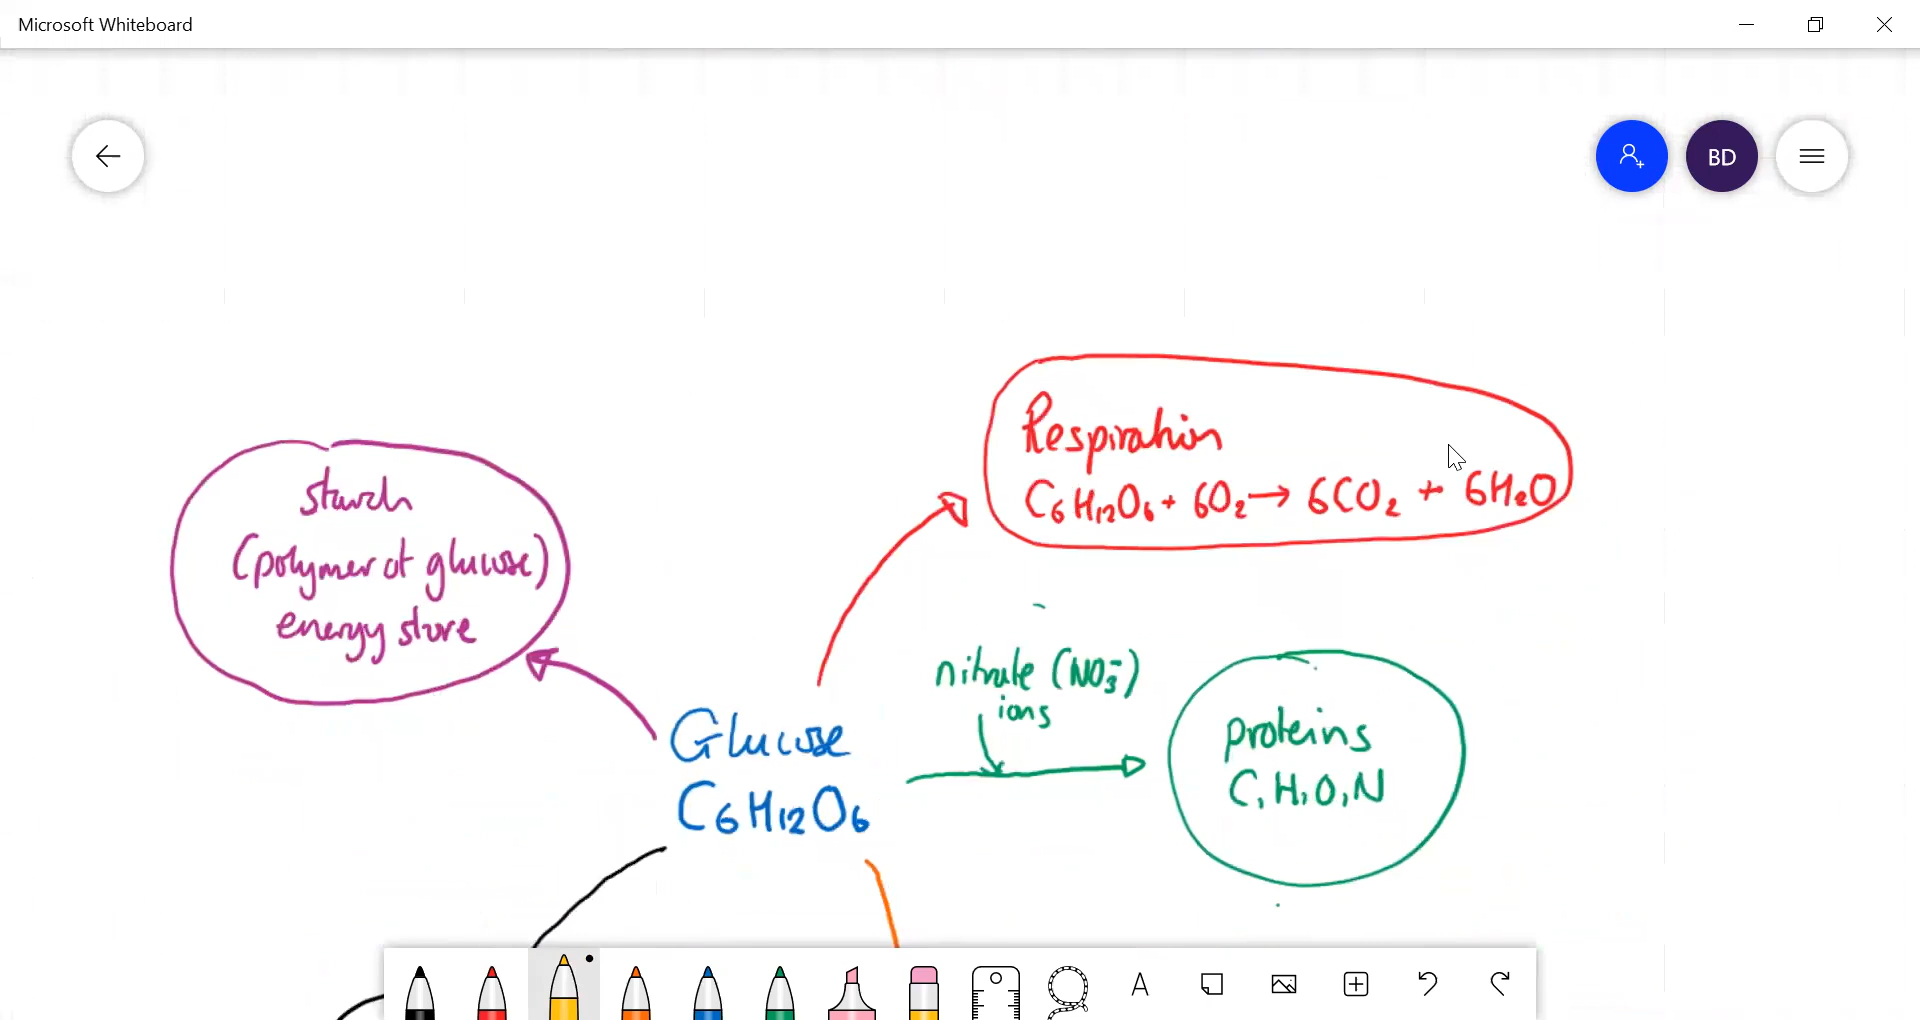 Microsoft Whiteboard
BD
Respiration
C₆H₁₂O₆ + 6O₂ → 6CO₂ + 6H₂O
starch
(polymer of glucose)
energy store
nitrate (NO₃⁻)
ions
Glucose
C₆H₁₂O₆
proteins
C, H, O, N
A